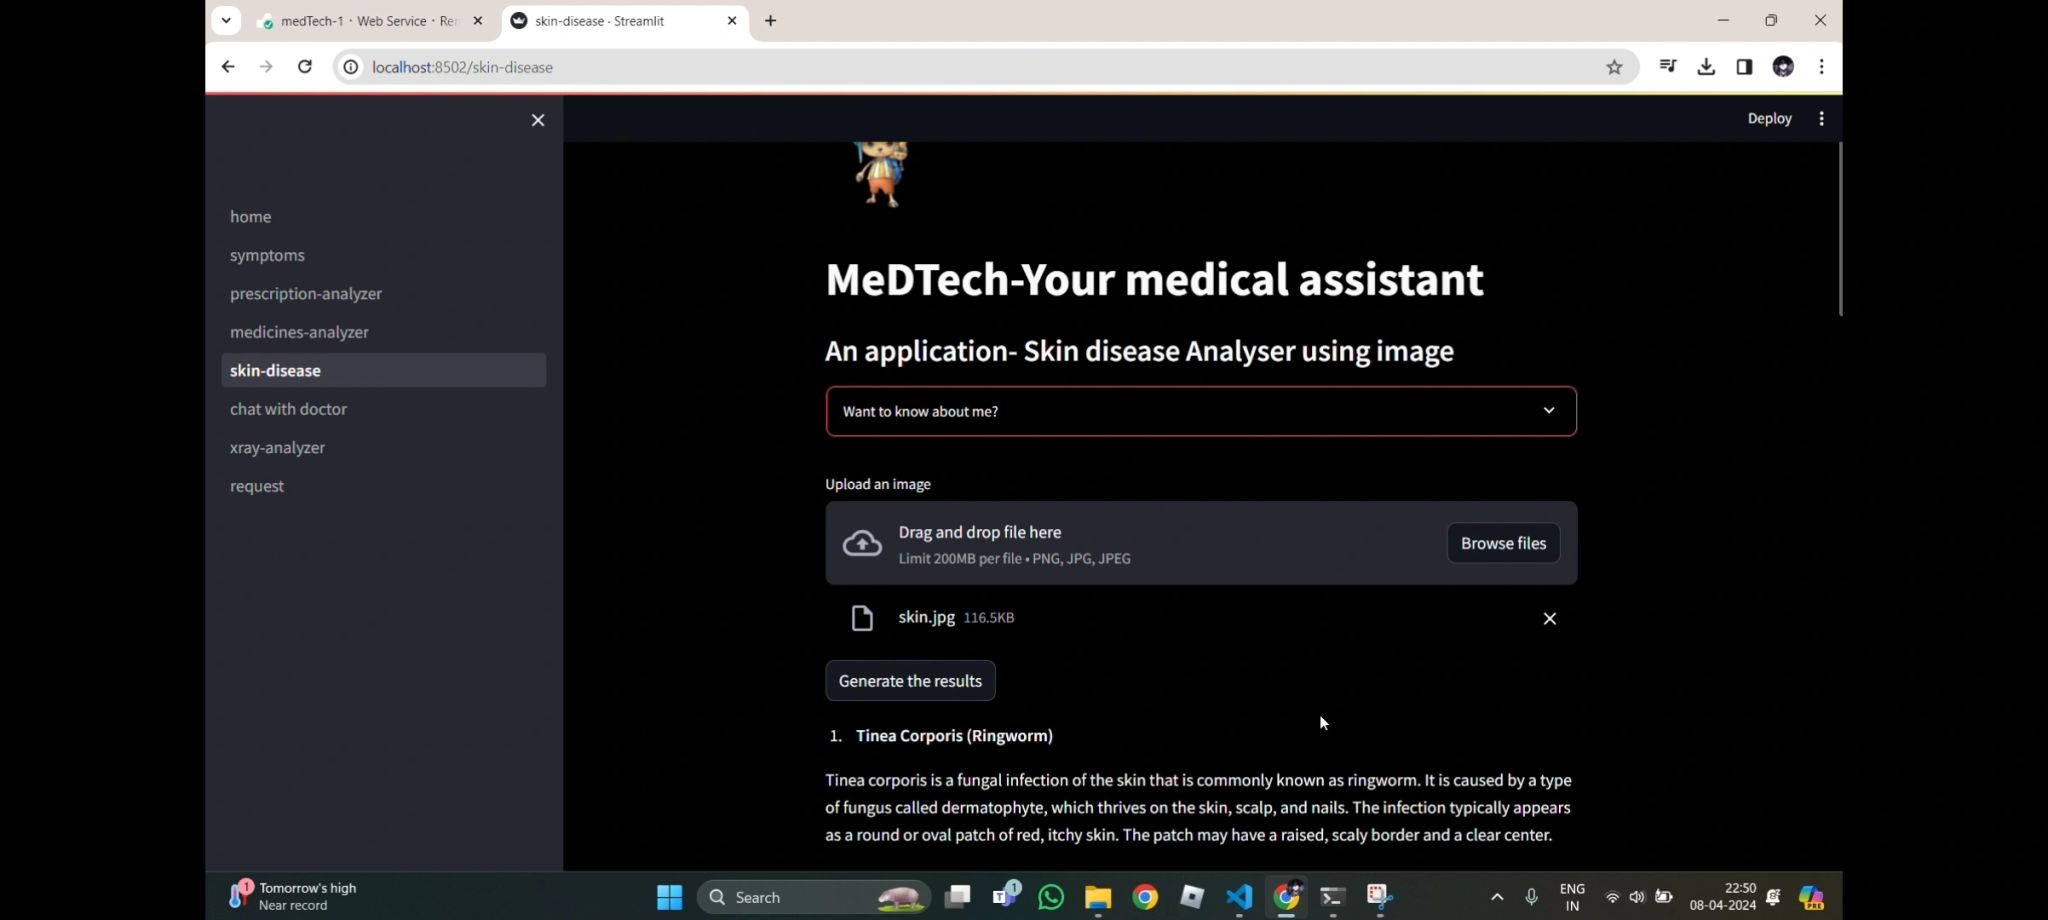 medTech-1 · Web Service · Re
skin-disease · Streamlit
localhost:8502/skin-disease
Deploy
home
symptoms
prescription-analyzer
medicines-analyzer
skin-disease
chat with doctor
xray-analyzer
request
MeDTech-Your medical assistant
An application- Skin disease Analyser using image
Want to know about me?
Upload an image
Drag and drop file here
Limit 200MB per file • PNG, JPG, JPEG
Browse files
skin.jpg 116.5KB
Generate the results
1. Tinea Corporis (Ringworm)
Tinea corporis is a fungal infection of the skin that is commonly known as ringworm. It is caused by a type
of fungus called dermatophyte, which thrives on the skin, scalp, and nails. The infection typically appears
as a round or oval patch of red, itchy skin. The patch may have a raised, scaly border and a clear center.
1
Tomorrow's high
Near record
Search
1
ENG
IN
22:50
08-04-2024
PRE